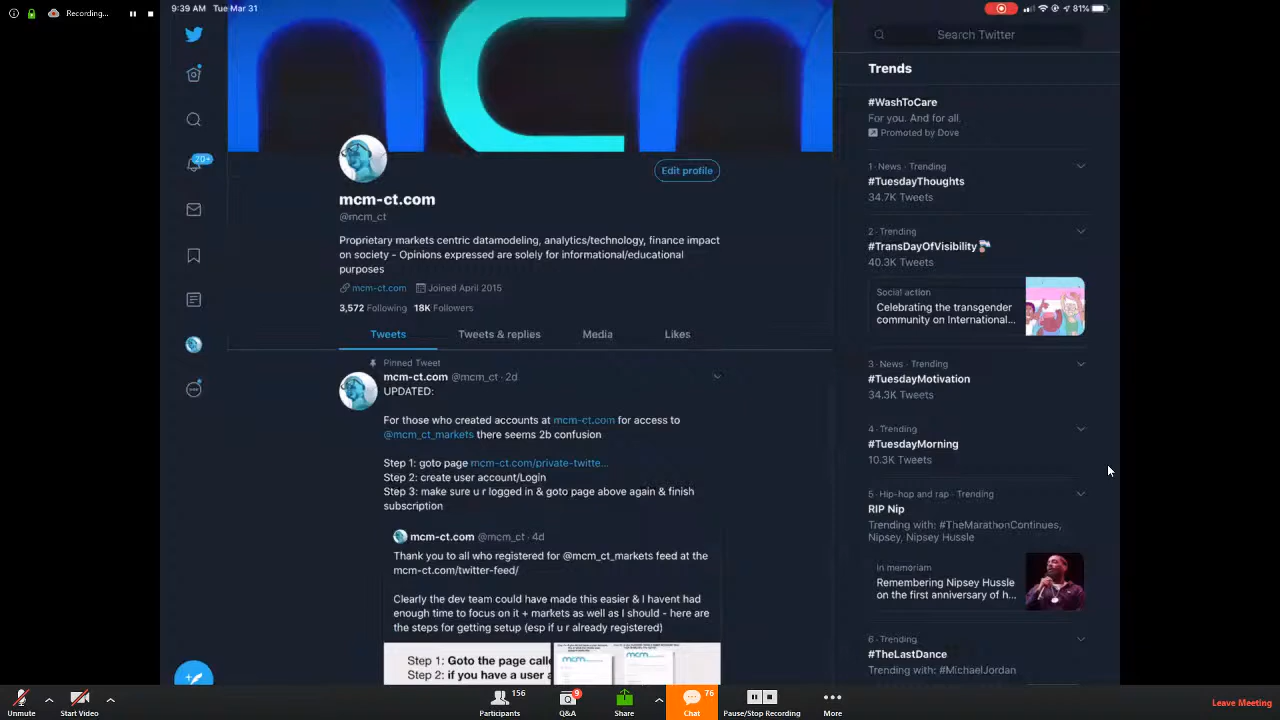 9:39 AM Tue Mar 31
Recording...
81%
mcm
20+
Edit profile
mcm-ct.com
@mcm_ct
Proprietary markets centric datamodeling, analytics/technology, finance impact
on society - Opinions expressed are solely for informational/educational
purposes
mcm-ct.com Joined April 2015
3,572 Following 18K Followers
Tweets Tweets & replies Media Likes
Pinned Tweet
mcm-ct.com @mcm_ct · 2d
UPDATED:
For those who created accounts at mcm-ct.com for access to
@mcm_ct_markets there seems 2b confusion
Step 1: goto page mcm-ct.com/private-twitte...
Step 2: create user account/Login
Step 3: make sure u r logged in & goto page above again & finish
subscription
mcm-ct.com @mcm_ct · 4d
Thank you to all who registered for @mcm_ct_markets feed at the
mcm-ct.com/twitter-feed/
Clearly the dev team could have made this easier & I havent had
enough time to focus on it + markets as well as I should - here are
the steps for getting setup (esp if u r already registered)
Step 1: Goto the page calle
Step 2: if you have a user a
mcm
mcm
Search Twitter
Trends
#WashToCare
For you. And for all.
Promoted by Dove
1 · News · Trending
#TuesdayThoughts
34.7K Tweets
2 · Trending
#TransDayOfVisibility
40.3K Tweets
Social action
Celebrating the transgender
community on International...
3 · News · Trending
#TuesdayMotivation
34.3K Tweets
4 · Trending
#TuesdayMorning
10.3K Tweets
5 · Hip-hop and rap · Trending
RIP Nip
Trending with: #TheMarathonContinues,
Nipsey, Nipsey Hussle
In memoriam
Remembering Nipsey Hussle
on the first anniversary of h...
6 · Trending
#TheLastDance
Trending with: #MichaelJordan
Unmute
Start Video
156
Participants
9
Q&A
Share
76
Chat
Pause/Stop Recording
More
Leave Meeting